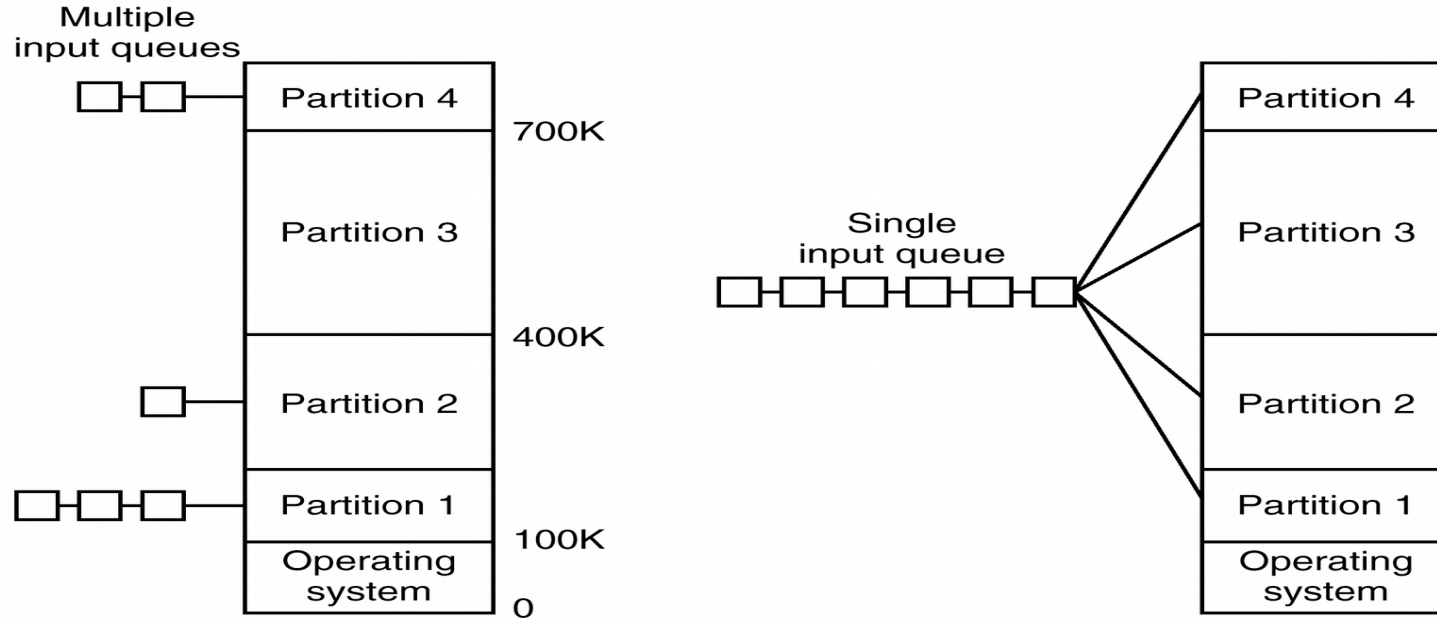 Multiple
input queues
Partition 4
700K
Partition 3
400K
Partition 2
Partition 1
100K
Operating
system
0
Single
input queue
Partition 4
Partition 3
Partition 2
Partition 1
Operating
system